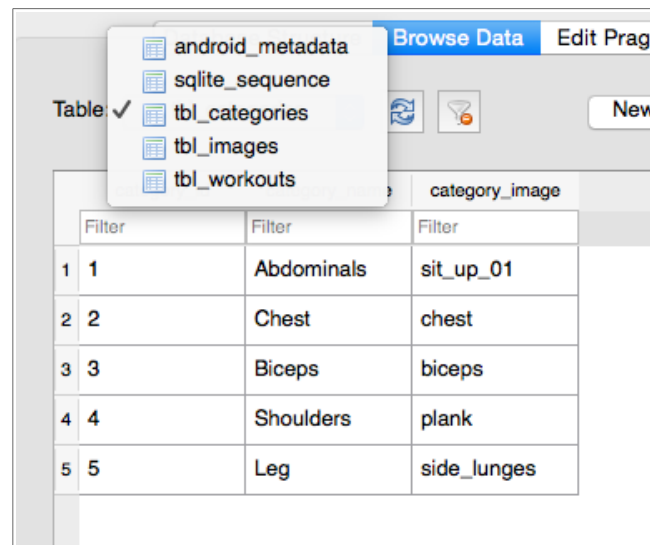 android_metadata
Browse Data
Edit Prag
sqlite_sequence
Table: tbl_categories
New
tbl_images
tbl_workouts
category_image
Filter Filter Filter
1 1 Abdominals sit_up_01
2 2 Chest chest
3 3 Biceps biceps
4 4 Shoulders plank
5 5 Leg side_lunges